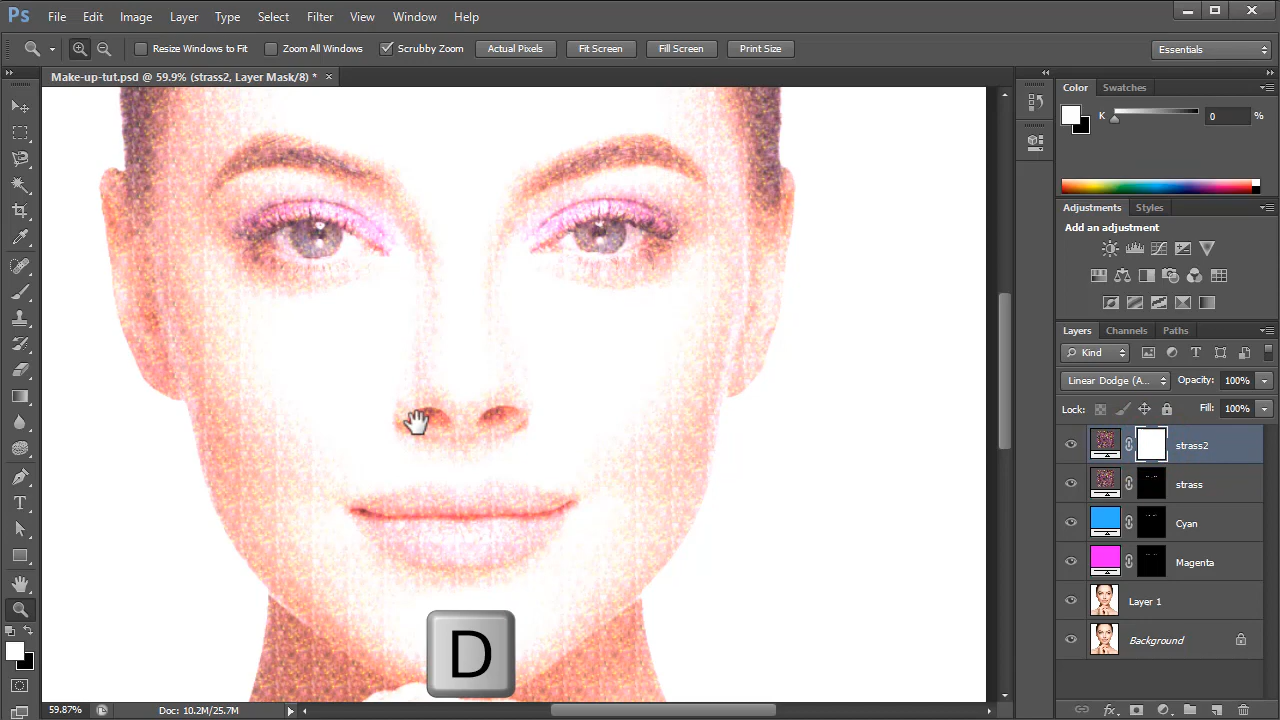 Ps File Edit Image Layer Type Select Filter View Window Help
Resize Windows to Fit Zoom All Windows Scrubby Zoom Actual Pixels Fit Screen Fill Screen Print Size Essentials
Make-up-tut.psd @ 59.9% (strass2, Layer Mask/8) * ×
Color Swatches
K 0 %
Adjustments Styles
Add an adjustment
Layers Channels Paths
Kind T
Linear Dodge (A... Opacity: 100%
Lock: Fill: 100%
strass2
strass
Cyan
Magenta
Layer 1
Background
T
D
59.87% Doc: 10.2M/25.7M fx